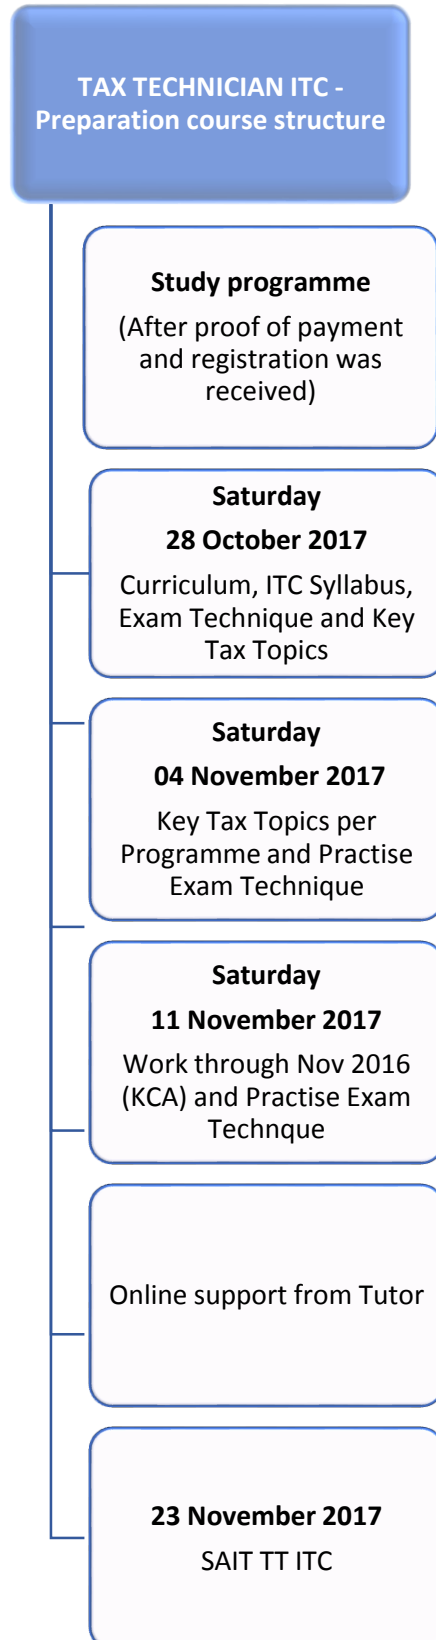 TAX TECHNICIAN ITC -
Preparation course structure
Study programme
(After proof of payment
and registration was
received)
Saturday
28 October 2017
Curriculum, ITC Syllabus,
Exam Technique and Key
Tax Topics
Saturday
04 November 2017
Key Tax Topics per
Programme and Practise
Exam Technique
Saturday
11 November 2017
Work through Nov 2016
(KCA) and Practise Exam
Technque
Online support from Tutor
23 November 2017
SAIT TT ITC